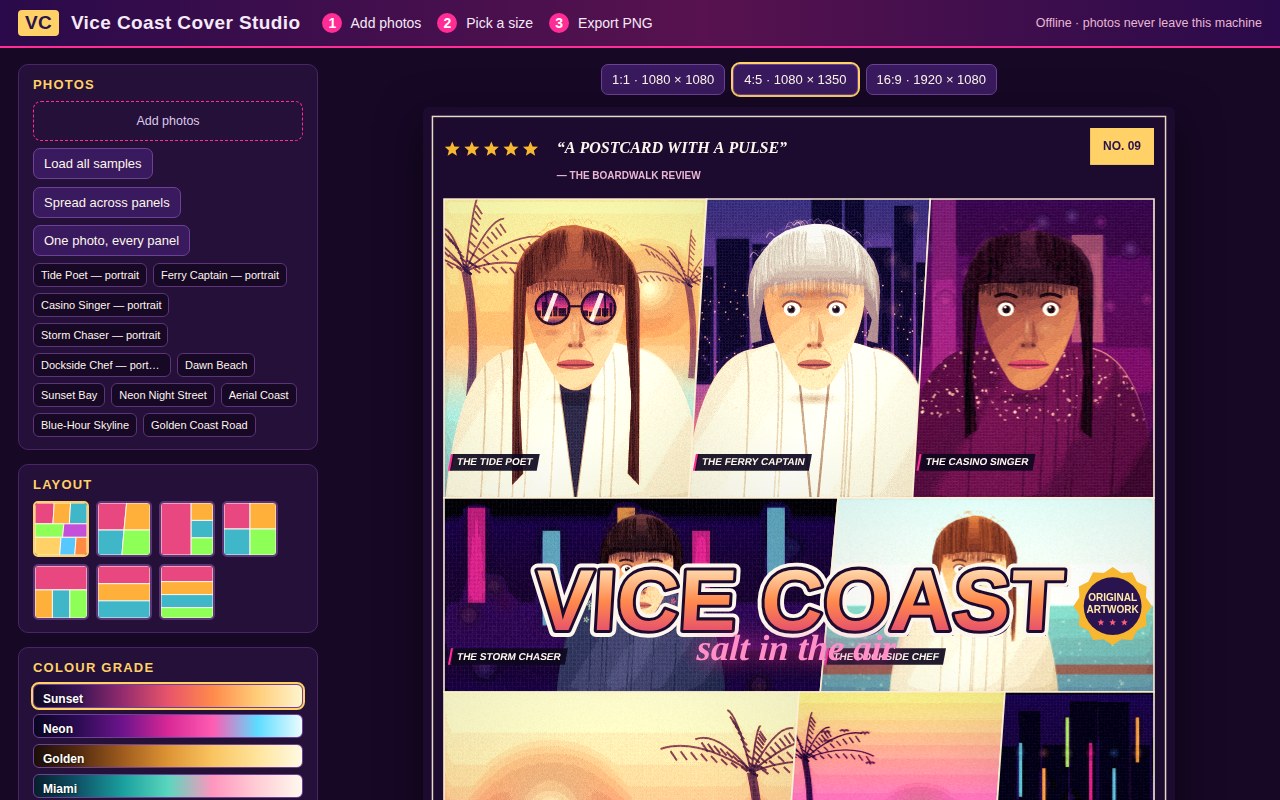 VC Vice Coast Cover Studio 1 Add photos 2 Pick a size 3 Export PNG Offline · photos never leave this machine
PHOTOS
Add photos
Load all samples
Spread across panels
One photo, every panel
Tide Poet — portrait Ferry Captain — portrait
Casino Singer — portrait
Storm Chaser — portrait
Dockside Chef — port… Dawn Beach
Sunset Bay Neon Night Street Aerial Coast
Blue-Hour Skyline Golden Coast Road
LAYOUT
COLOUR GRADE
Sunset
Neon
Golden
Miami
1:1 · 1080 × 1080 4:5 · 1080 × 1350 16:9 · 1920 × 1080
“A POSTCARD WITH A PULSE”
— THE BOARDWALK REVIEW
NO. 09
THE TIDE POET THE FERRY CAPTAIN THE CASINO SINGER
VICE COAST
salt in the air
ORIGINAL
ARTWORK
THE STORM CHASER THE DOCKSIDE CHEF